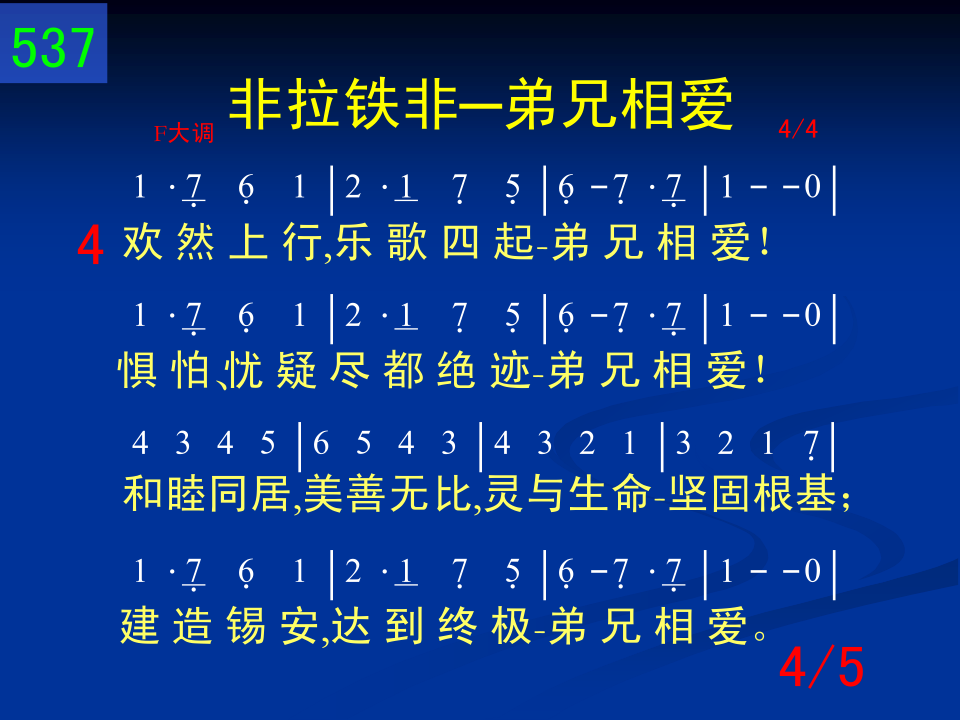 537
非拉铁非—弟兄相爱
F大调
4/4
1 · 7̣ 6̣ 1 | 2 · 1 7̣ 5̣ | 6̣ - 7̣ · 7̣ | 1 - - 0 |
4 欢 然 上 行,乐 歌 四 起-弟 兄 相 爱!
1 · 7̣ 6̣ 1 | 2 · 1 7̣ 5̣ | 6̣ - 7̣ · 7̣ | 1 - - 0 |
惧 怕、忧 疑 尽 都 绝 迹-弟 兄 相 爱!
4 3 4 5 | 6 5 4 3 | 4 3 2 1 | 3 2 1 7̣ |
和睦同居,美善无比,灵与生命-坚固根基;
1 · 7̣ 6̣ 1 | 2 · 1 7̣ 5̣ | 6̣ - 7̣ · 7̣ | 1 - - 0 |
建 造 锡 安,达 到 终 极-弟 兄 相 爱。
4/5